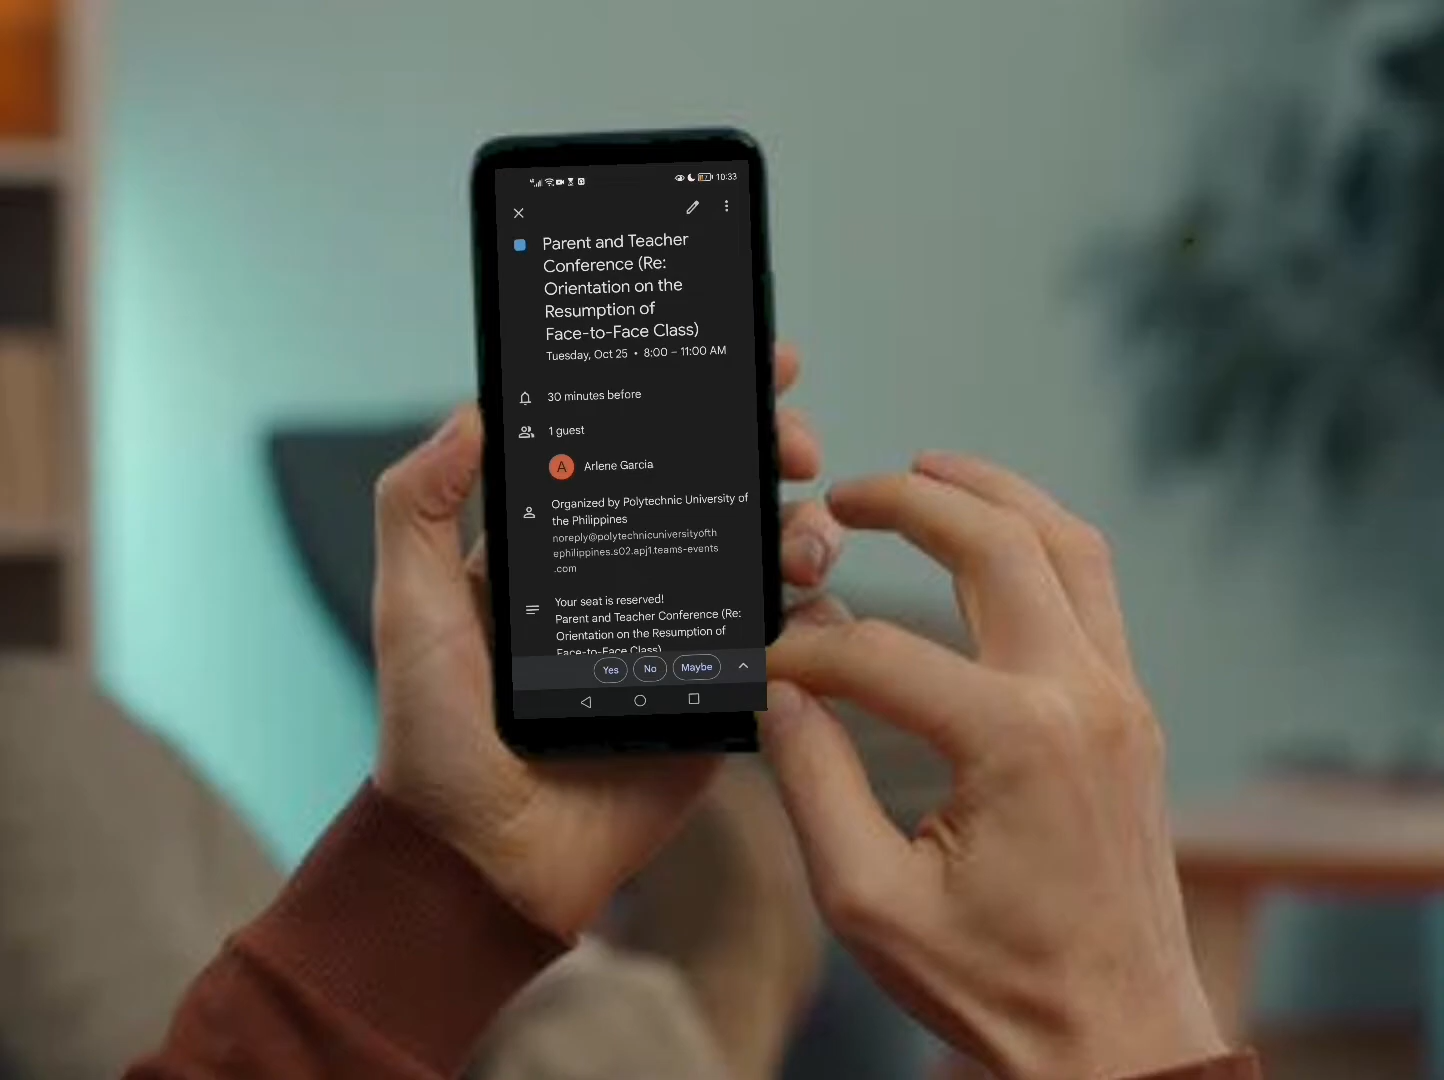 10:33
Parent and Teacher
Conference (Re:
Orientation on the
Resumption of
Face-to-Face Class)
Tuesday, Oct 25 • 8:00 – 11:00 AM
30 minutes before
1 guest
A Arlene Garcia
Organized by Polytechnic University of
the Philippines
noreply@polytechnicuniversityofth
ephilippines.s02.apj1.teams-events
.com
Your seat is reserved!
Parent and Teacher Conference (Re:
Orientation on the Resumption of
Face-to-Face Class)
Yes No Maybe